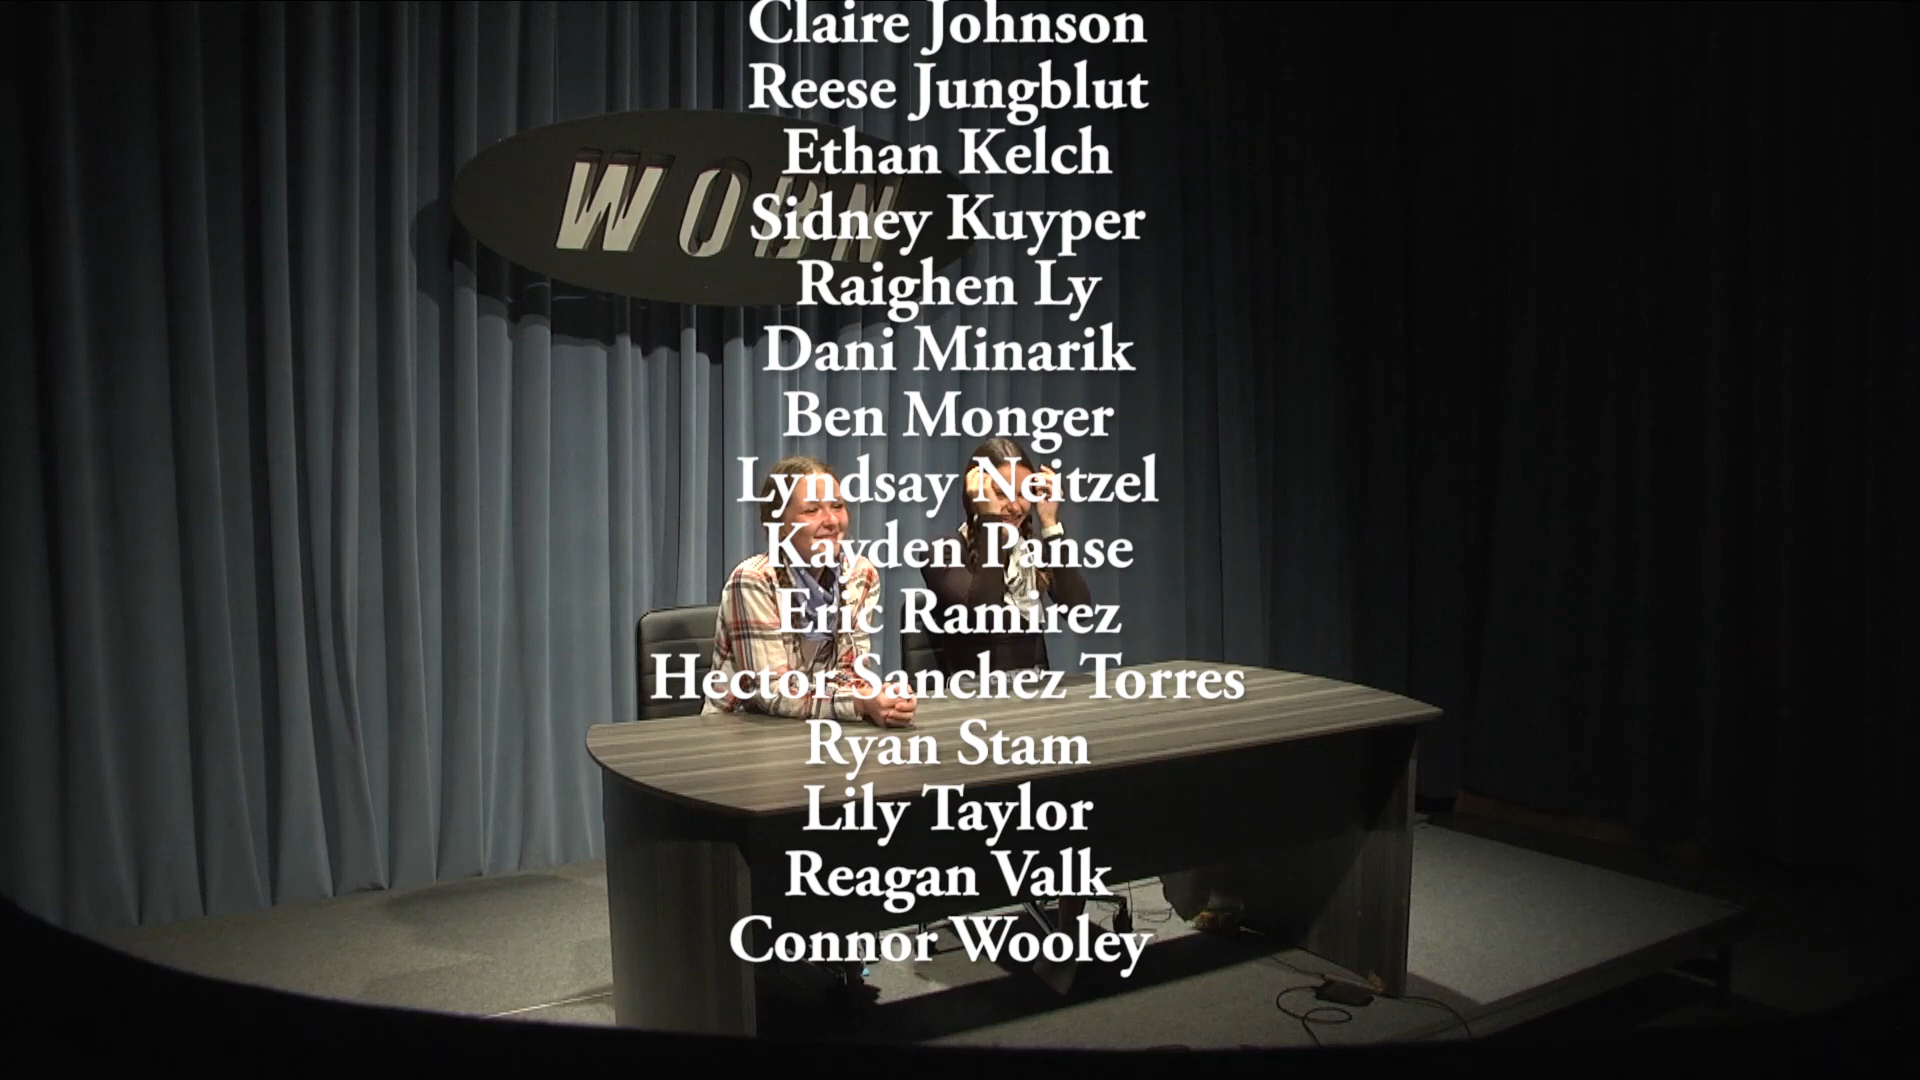 Claire Johnson
Reese Jungblut
Ethan Kelch
WOBN
Sidney Kuyper
Raighen Ly
Dani Minarik
Ben Monger
Lyndsay Neitzel
Kayden Panse
Eric Ramirez
Hector Sanchez Torres
Ryan Stam
Lily Taylor
Reagan Valk
Connor Wooley